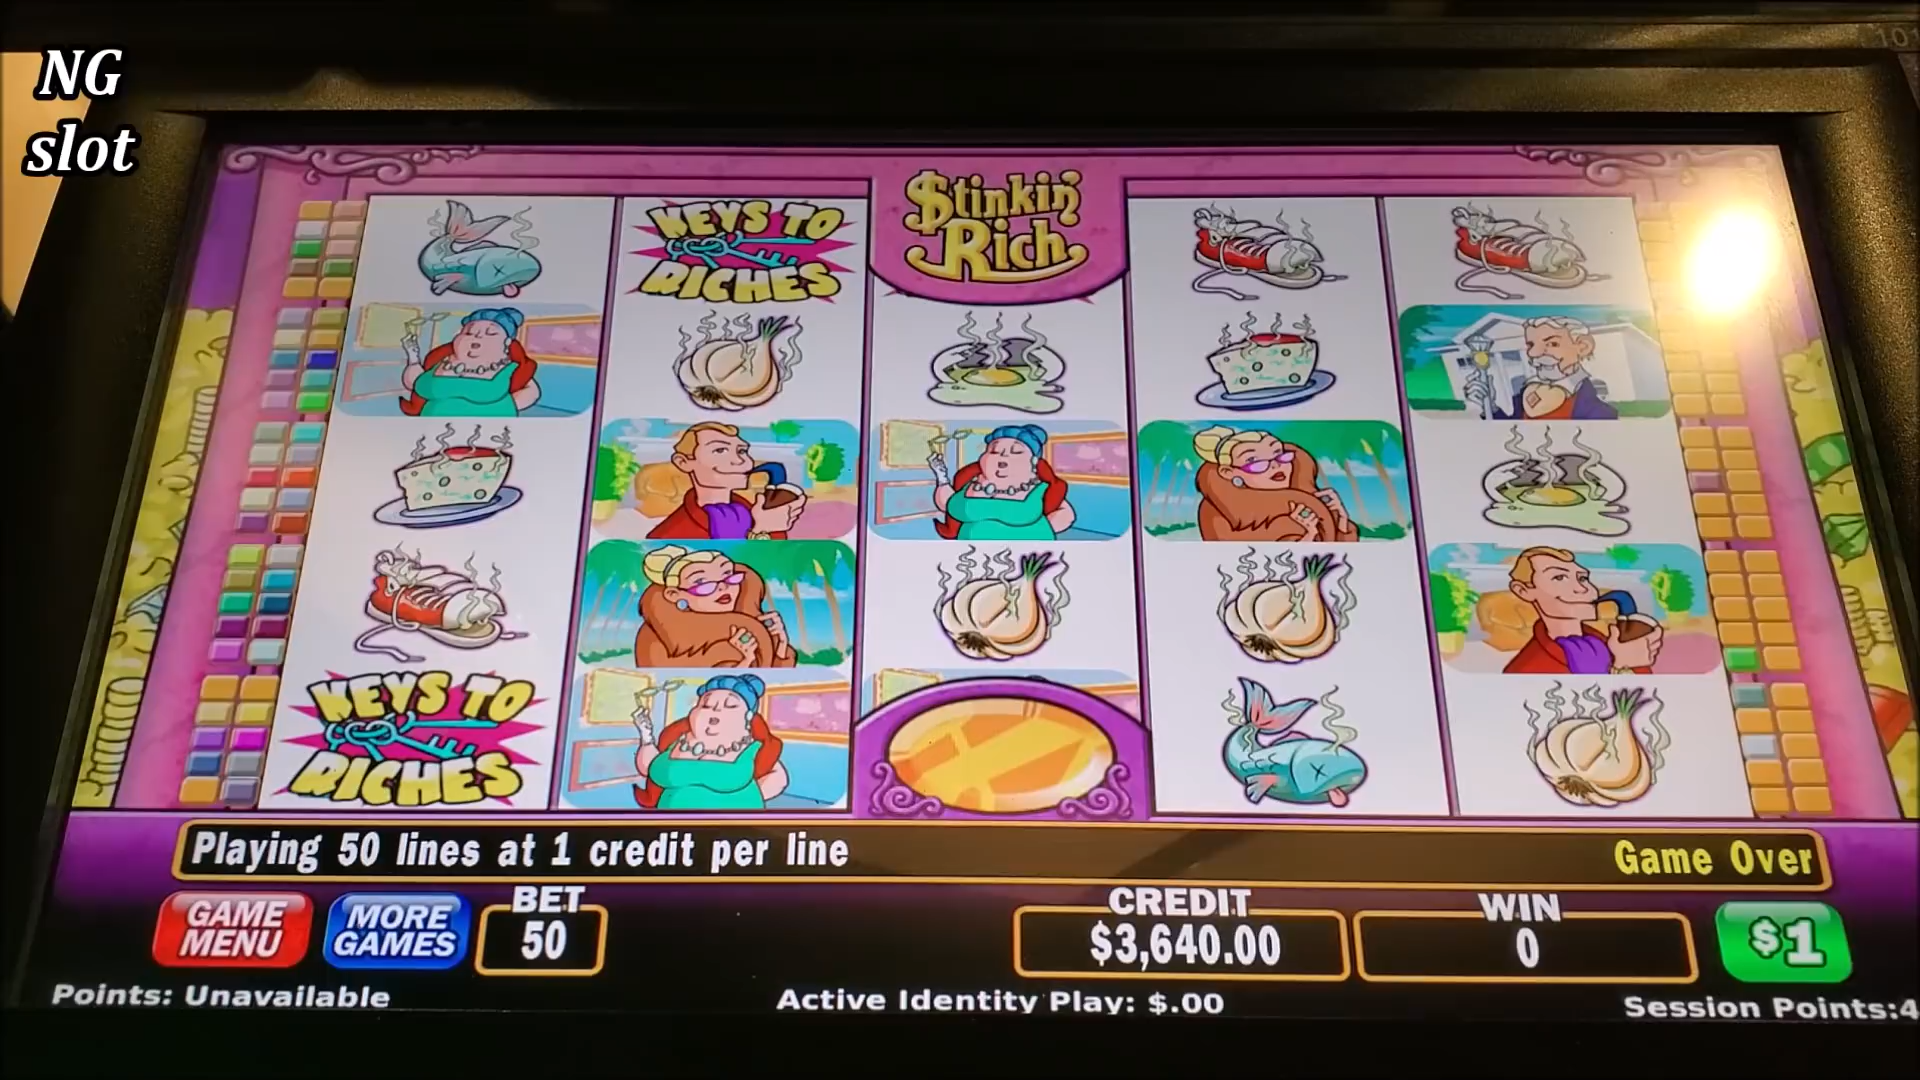 NG
slot
101
$tinkin'
Rich
KEYS TO
RICHES
KEYS TO
RICHES
Playing 50 lines at 1 credit per line
Game Over
GAME
MENU
MORE
GAMES
BET
50
CREDIT
$3,640.00
WIN
0
$1
Points: Unavailable
Active Identity Play: $.00
Session Points:4